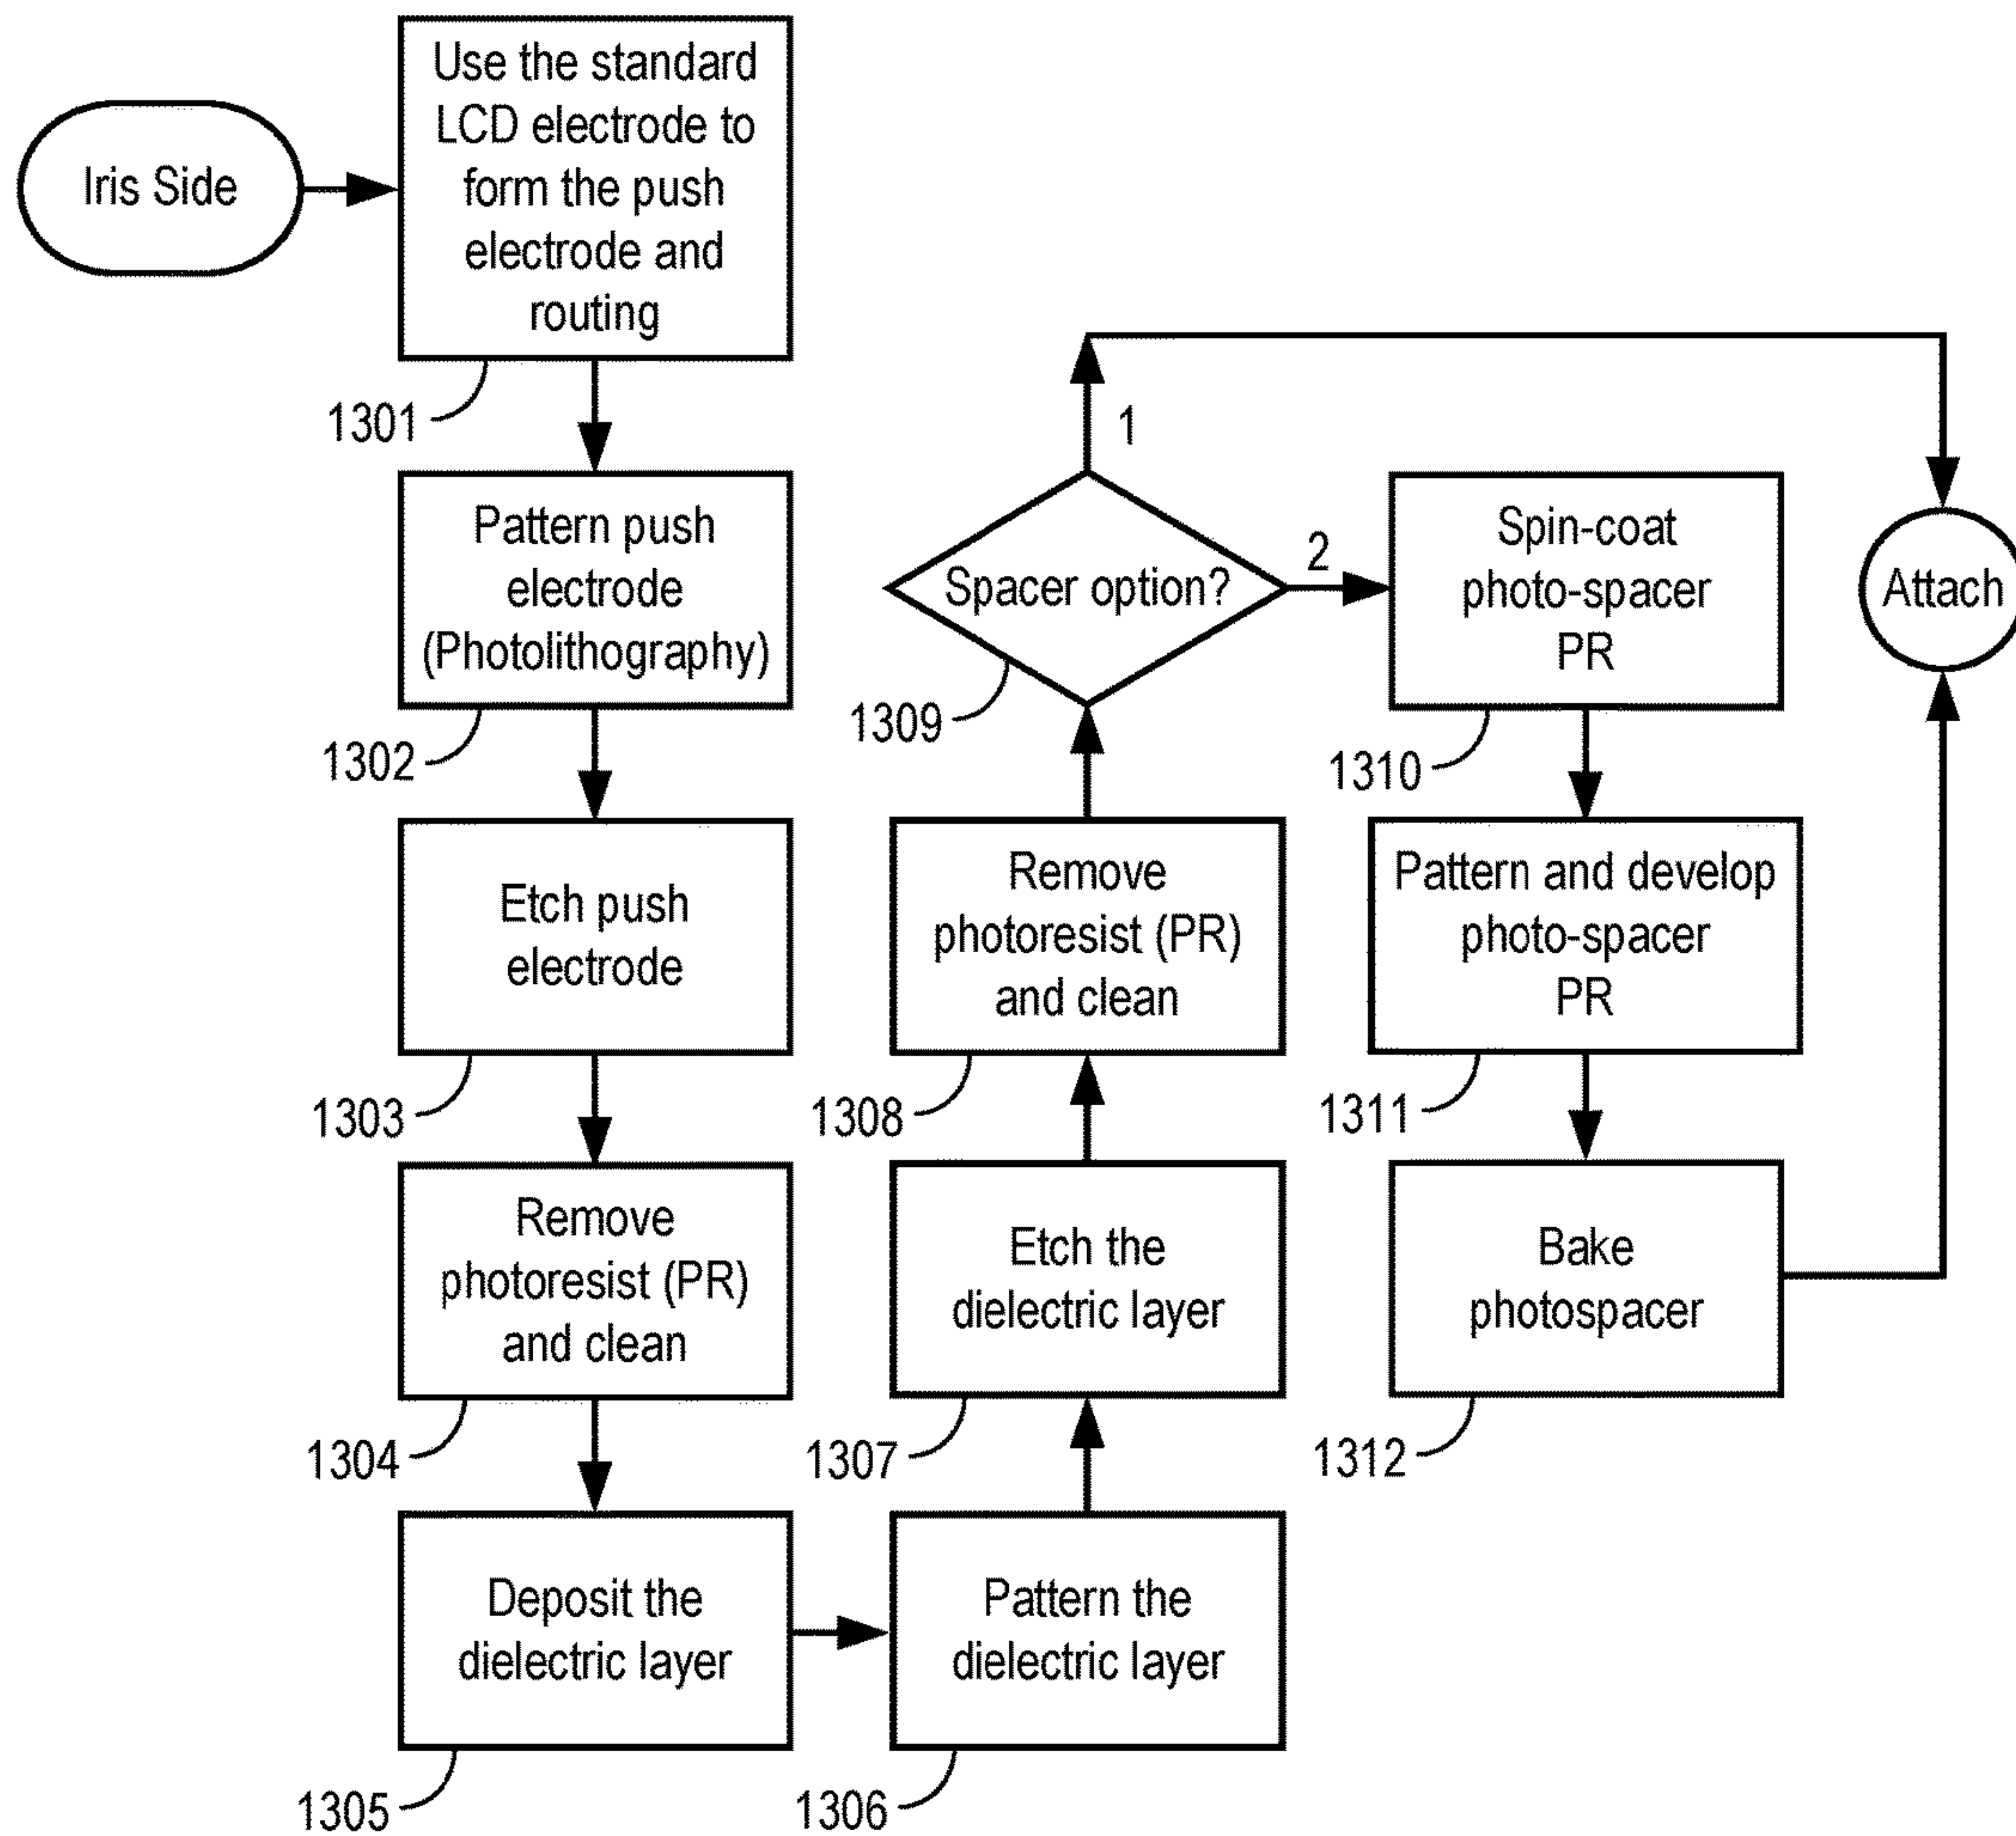 Iris Side
Use the standard
LCD electrode to
form the push
electrode and
routing
1301
Pattern push
electrode
(Photolithography)
1302
Etch push
electrode
1303
Remove
photoresist (PR)
and clean
1304
Deposit the
dielectric layer
1305
Pattern the
dielectric layer
1306
Etch the
dielectric layer
1307
Remove
photoresist (PR)
and clean
1308
Spacer option?
1309
1
2
Spin-coat
photo-spacer
PR
1310
Pattern and develop
photo-spacer
PR
1311
Bake
photospacer
1312
Attach